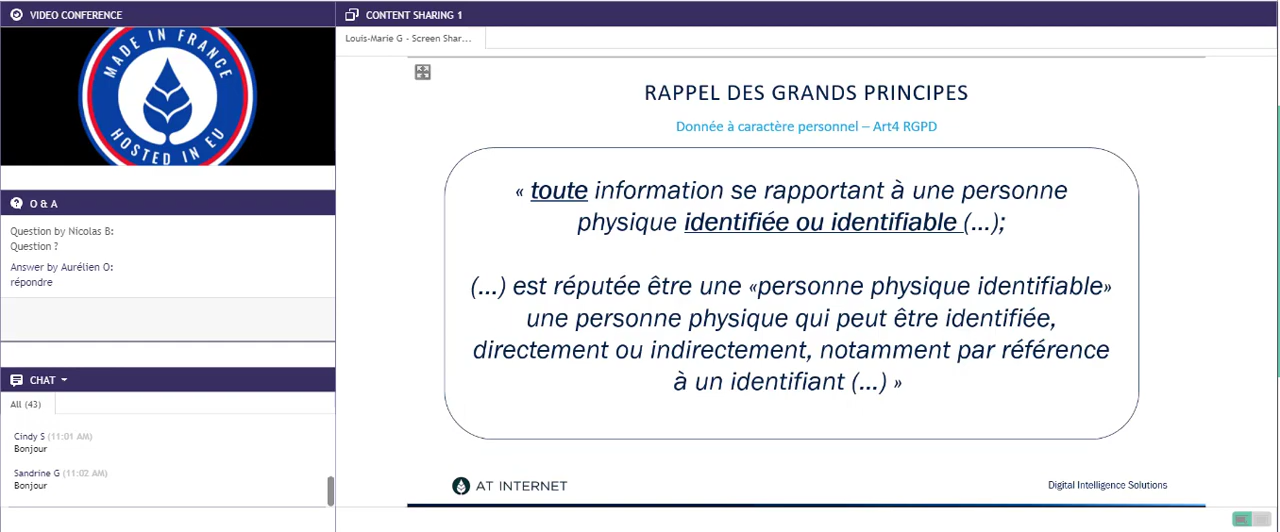 VIDEO CONFERENCE
MADE IN FRANCE
HOSTED IN EU
Q & A
Question by Nicolas B:
Question ?
Answer by Aurélien O:
répondre
CHAT
All (43)
Cindy S (11:01 AM)
Bonjour
Sandrine G (11:02 AM)
Bonjour
CONTENT SHARING 1
Louis-Marie G - Screen Shar...
RAPPEL DES GRANDS PRINCIPES
Donnée à caractère personnel – Art4 RGPD
« toute information se rapportant à une personne
physique identifiée ou identifiable (...);
(...) est réputée être une «personne physique identifiable»
une personne physique qui peut être identifiée,
directement ou indirectement, notamment par référence
à un identifiant (...) »
AT INTERNET
Digital Intelligence Solutions